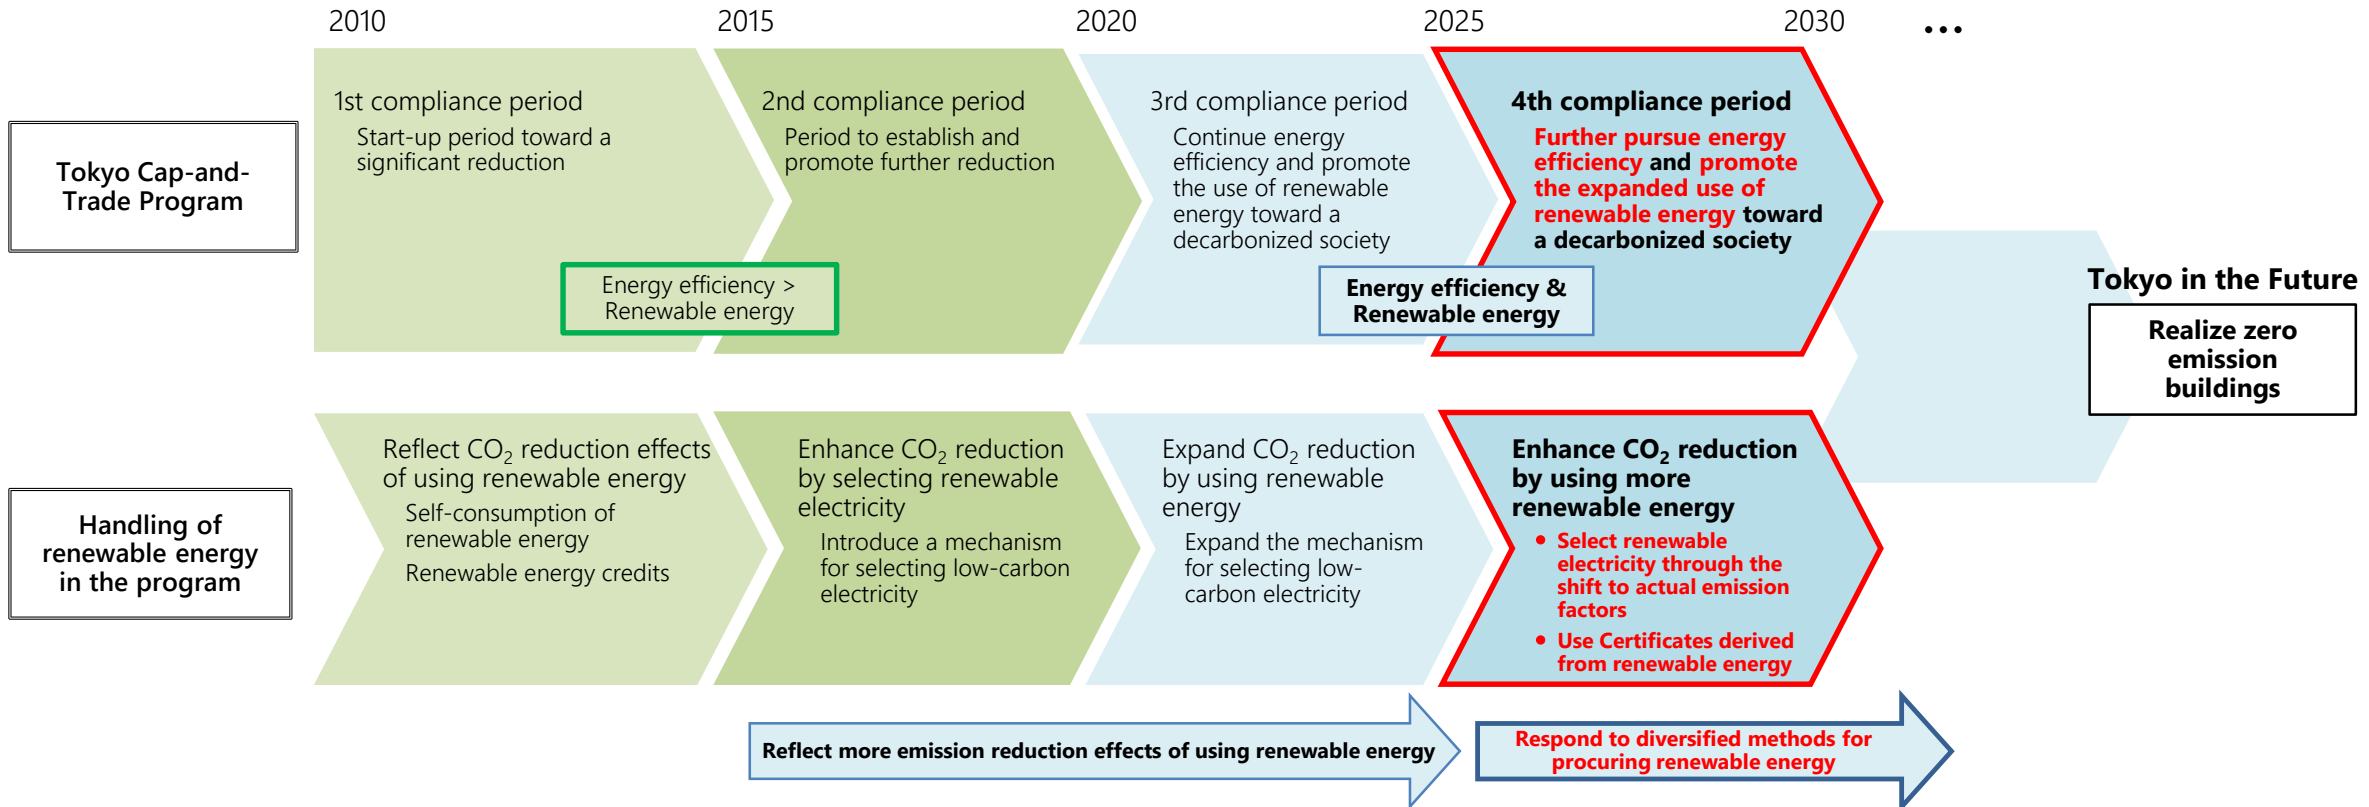 2010
2015
2020
2025
2030
...
Tokyo Cap-and-
Trade Program
1st compliance period
Start-up period toward a
significant reduction
2nd compliance period
Period to establish and
promote further reduction
3rd compliance period
Continue energy
efficiency and promote
the use of renewable
energy toward a
decarbonized society
4th compliance period
Further pursue energy
efficiency and promote
the expanded use of
renewable energy toward
a decarbonized society
Energy efficiency >
Renewable energy
Energy efficiency &
Renewable energy
Tokyo in the Future
Realize zero
emission
buildings
Handling of
renewable energy
in the program
Reflect CO₂ reduction effects
of using renewable energy
Self-consumption of
renewable energy
Renewable energy credits
Enhance CO₂ reduction
by selecting renewable
electricity
Introduce a mechanism
for selecting low-carbon
electricity
Expand CO₂ reduction
by using renewable
energy
Expand the mechanism
for selecting low-
carbon electricity
Enhance CO₂ reduction
by using more
renewable energy
• Select renewable
electricity through the
shift to actual emission
factors
• Use Certificates derived
from renewable energy
Reflect more emission reduction effects of using renewable energy
Respond to diversified methods for
procuring renewable energy